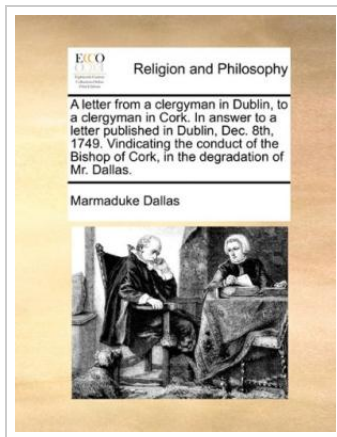 ECCO
Religion and Philosophy
A letter from a clergyman in Dublin, to
a clergyman in Cork. In answer to a
letter published in Dublin, Dec. 8th,
1749. Vindicating the conduct of the
Bishop of Cork, in the degradation of
Mr. Dallas.
Marmaduke Dallas